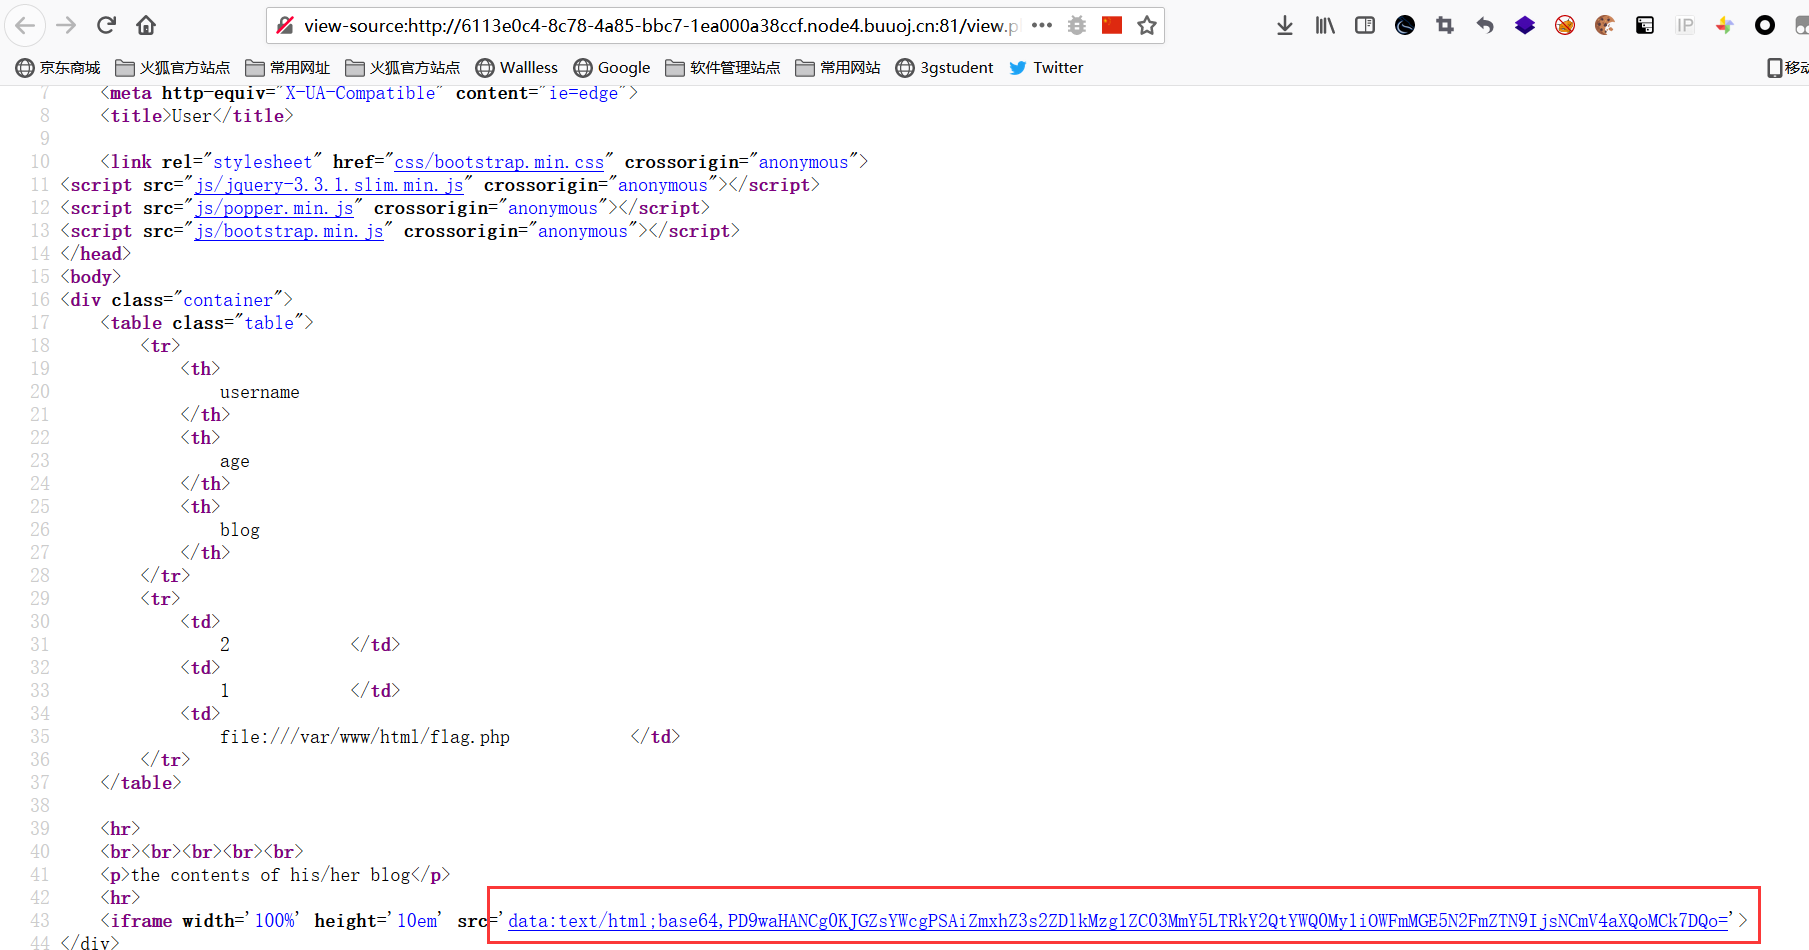 view-source:http://6113e0c4-8c78-4a85-bbc7-1ea000a38ccf.node4.buuoj.cn:81/view.p
IP
京东商城 火狐官方站点 常用网址 火狐官方站点 Wallless Google 软件管理站点 常用网站 3gstudent Twitter 移动
7 <meta http-equiv="X-UA-Compatible" content="ie=edge">
8 <title>User</title>
9
10 <link rel="stylesheet" href="css/bootstrap.min.css" crossorigin="anonymous">
11 <script src="js/jquery-3.3.1.slim.min.js" crossorigin="anonymous"></script>
12 <script src="js/popper.min.js" crossorigin="anonymous"></script>
13 <script src="js/bootstrap.min.js" crossorigin="anonymous"></script>
14 </head>
15 <body>
16 <div class="container">
17 <table class="table">
18 <tr>
19 <th>
20 username
21 </th>
22 <th>
23 age
24 </th>
25 <th>
26 blog
27 </th>
28 </tr>
29 <tr>
30 <td>
31 2 </td>
32 <td>
33 1 </td>
34 <td>
35 file:///var/www/html/flag.php </td>
36 </tr>
37 </table>
38
39 <hr>
40 <br><br><br><br><br>
41 <p>the contents of his/her blog</p>
42 <hr>
43 <iframe width='100%' height='10em' src='data:text/html;base64,PD9waHANCg0KJGZsYWcgPSAiZmxhZ3s2ZDlkMzg1ZC03MmY5LTRkY2QtYWQ0My1iOWFmMGE5N2FmZTN9IjsNCmV4aXQoMCk7DQo='>
44 </div>